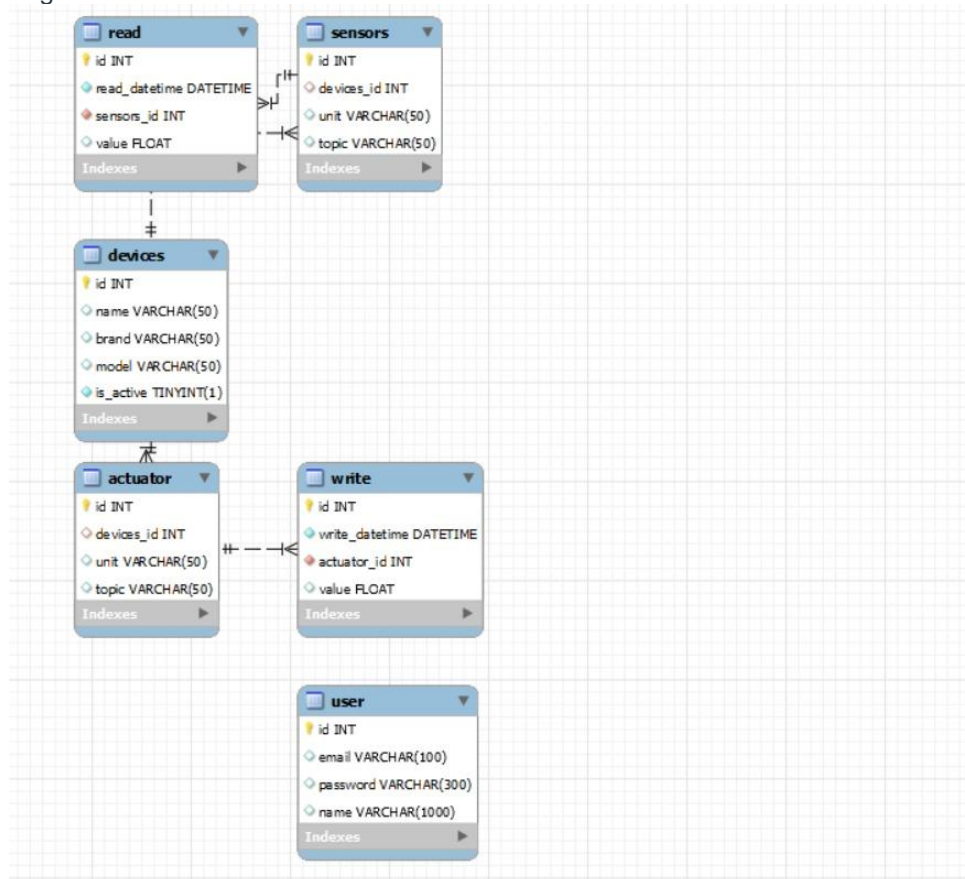 read
id INT
read_datetime DATETIME
sensors_id INT
value FLOAT
Indexes
sensors
id INT
devices_id INT
unit VARCHAR(50)
topic VARCHAR(50)
Indexes
devices
id INT
name VARCHAR(50)
brand VARCHAR(50)
model VARCHAR(50)
is_active TINYINT(1)
Indexes
actuator
id INT
devices_id INT
unit VARCHAR(50)
topic VARCHAR(50)
Indexes
write
id INT
write_datetime DATETIME
actuator_id INT
value FLOAT
Indexes
user
id INT
email VARCHAR(100)
password VARCHAR(300)
name VARCHAR(1000)
Indexes